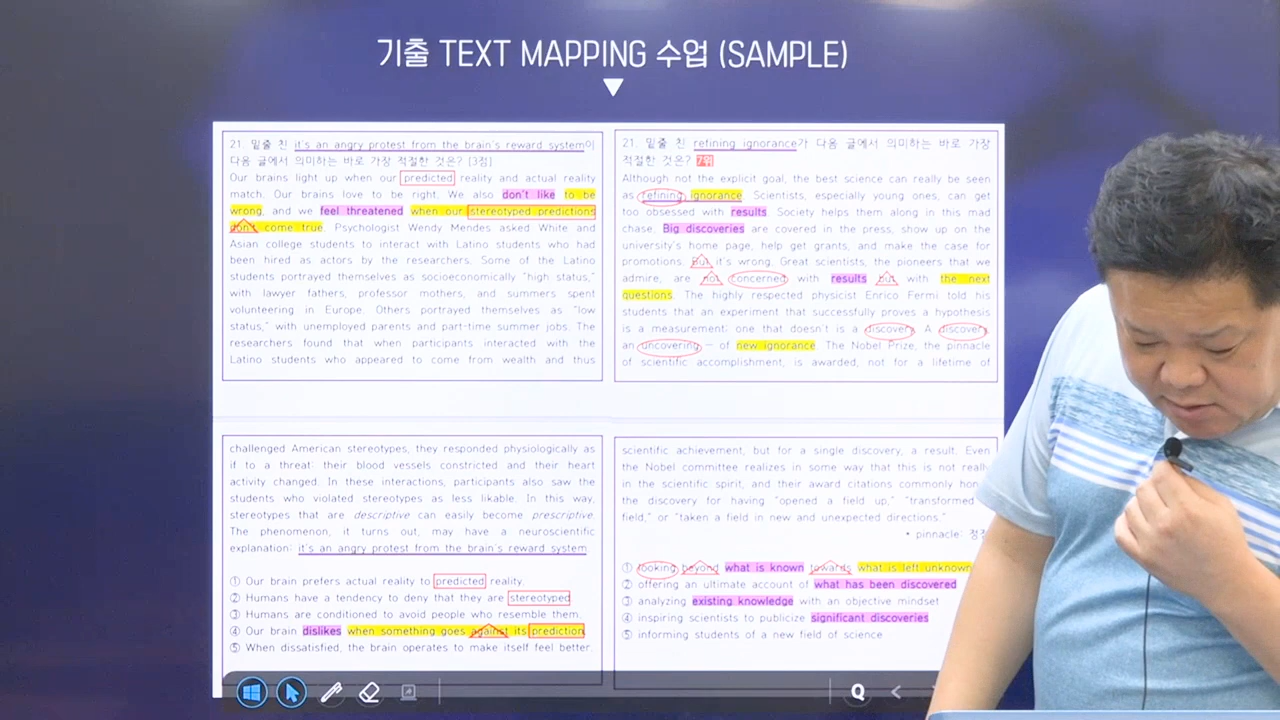 기출 TEXT MAPPING 수업 (SAMPLE)
21. 밑줄 친 it's an angry protest from the brain's reward system이
다음 글에서 의미하는 바로 가장 적절한 것은? [3점]
Our brains light up when our predicted reality and actual reality
match. Our brains love to be right. We also don't like to be
wrong, and we feel threatened when our stereotyped predictions
don't come true. Psychologist Wendy Mendes asked White and
Asian college students to interact with Latino students who had
been hired as actors by the researchers. Some of the Latino
students portrayed themselves as socioeconomically "high status,"
with lawyer fathers, professor mothers, and summers spent
volunteering in Europe. Others portrayed themselves as "low
status," with unemployed parents and part-time summer jobs. The
researchers found that when participants interacted with the
Latino students who appeared to come from wealth and thus
challenged American stereotypes, they responded physiologically as
if to a threat: their blood vessels constricted and their heart
activity changed. In these interactions, participants also saw the
students who violated stereotypes as less likable. In this way,
stereotypes that are descriptive can easily become prescriptive.
The phenomenon, it turns out, may have a neuroscientific
explanation: it's an angry protest from the brain's reward system.
① Our brain prefers actual reality to predicted reality.
② Humans have a tendency to deny that they are stereotyped.
③ Humans are conditioned to avoid people who resemble them.
④ Our brain dislikes when something goes against its prediction.
⑤ When dissatisfied, the brain operates to make itself feel better.
21. 밑줄 친 refining ignorance가 다음 글에서 의미하는 바로 가장
적절한 것은? 7위
Although not the explicit goal, the best science can really be seen
as refining ignorance. Scientists, especially young ones, can get
too obsessed with results. Society helps them along in this mad
chase. Big discoveries are covered in the press, show up on the
university's home page, help get grants, and make the case for
promotions. But it's wrong. Great scientists, the pioneers that we
admire, are not concerned with results but with the next
questions. The highly respected physicist Enrico Fermi told his
students that an experiment that successfully proves a hypothesis
is a measurement; one that doesn't is a discovery. A discovery,
an uncovering — of new ignorance. The Nobel Prize, the pinnacle
of scientific accomplishment, is awarded, not for a lifetime of
scientific achievement, but for a single discovery, a result. Even
the Nobel committee realizes in some way that this is not really
in the scientific spirit, and their award citations commonly
the discovery for having "opened a field up," "transformed
field," or "taken a field in new and unexpected directions."
* pinnacle:
① looking beyond what is known towards what is left unknown
② offering an ultimate account of what has been discovered
③ analyzing existing knowledge with an objective mindset
④ inspiring scientists to publicize significant discoveries
⑤ informing students of a new field of science